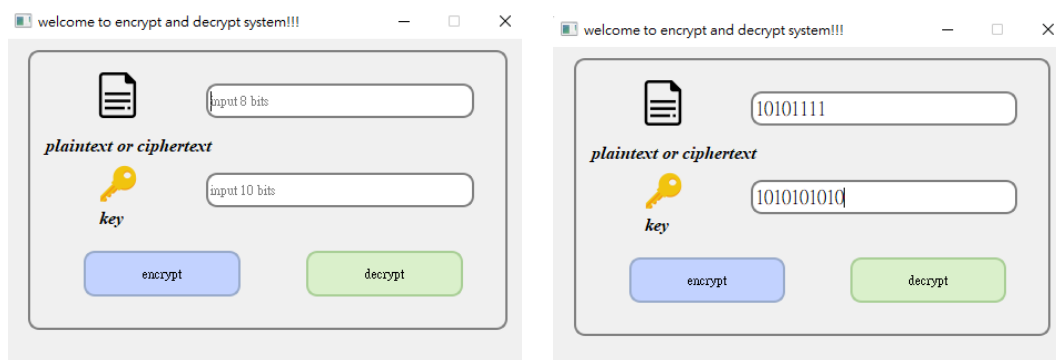 welcome to encrypt and decrypt system!!!
input 8 bits
plaintext or ciphertext
input 10 bits
key
encrypt
decrypt
welcome to encrypt and decrypt system!!!
10101111
plaintext or ciphertext
1010101010
key
encrypt
decrypt